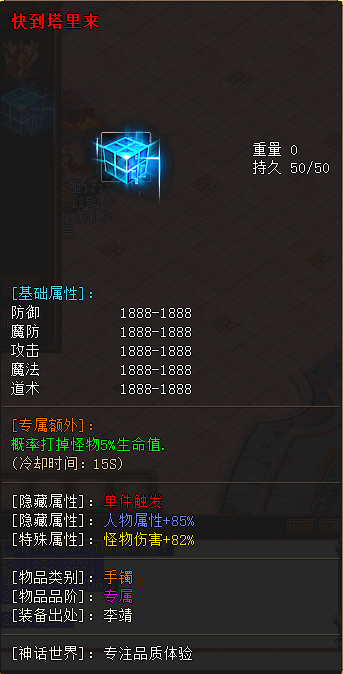 快到塔里来
重量 0
持久 50/50
[基础属性]:
防御 1888-1888
魔防 1888-1888
攻击 1888-1888
魔法 1888-1888
道术 1888-1888
[专属额外]:
概率打掉怪物5%生命值.
(冷却时间: 15S)
[隐藏属性]: 单件触发
[隐藏属性]: 人物属性+85%
[特殊属性]: 怪物伤害+82%
[物品类别]: 手镯
[物品品阶]: 专属
[装备出处]: 李靖
[神话世界]: 专注品质体验